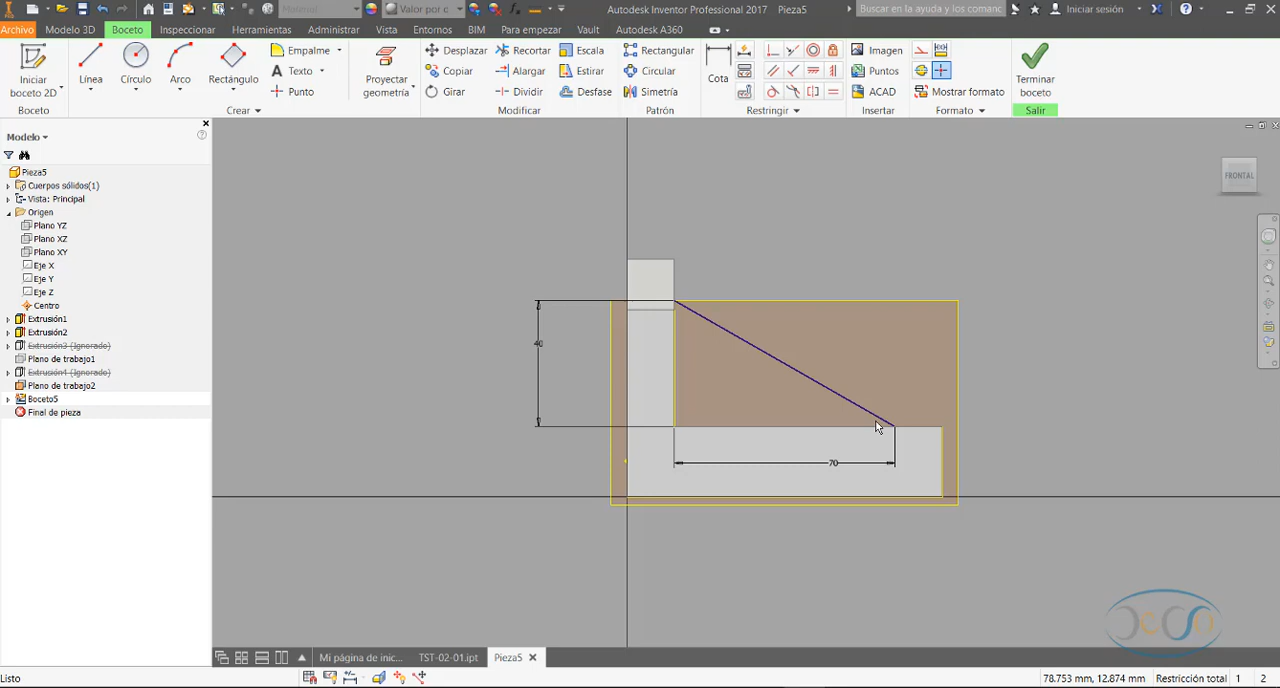 Mosaico
Valor por c
Autodesk Inventor Professional 2017 Pieza5
Buscar en la ayuda y los comanc
Iniciar sesión
Archivo Modelo 3D Boceto Inspeccionar Herramientas Administrar Vista Entornos BIM Para empezar Vault Autodesk A360
Iniciar
boceto 2D
Boceto
Línea Círculo Arco Rectángulo
Empalme
Texto
Punto
Crear
Proyectar
geometría
Desplazar Recortar Escala
Copiar Alargar Estirar
Girar Dividir Desfase
Modificar
Rectangular
Circular
Simetría
Patrón
Cota
Restringir
Imagen
Puntos
ACAD
Insertar
Mostrar formato
Formato
Terminar
boceto
Salir
Modelo
Pieza5
Cuerpos sólidos(1)
Vista: Principal
Origen
Plano YZ
Plano XZ
Plano XY
Eje X
Eje Y
Eje Z
Centro
Extrusión1
Extrusión2
Extrusión3 (Ignorado)
Plano de trabajo1
Extrusión4 (Ignorado)
Plano de trabajo2
Boceto5
Final de pieza
FRONTAL
40
70
Mi página de inic... TST-02-01.ipt Pieza5
Listo
78.753 mm, 12.874 mm Restricción total 1 2